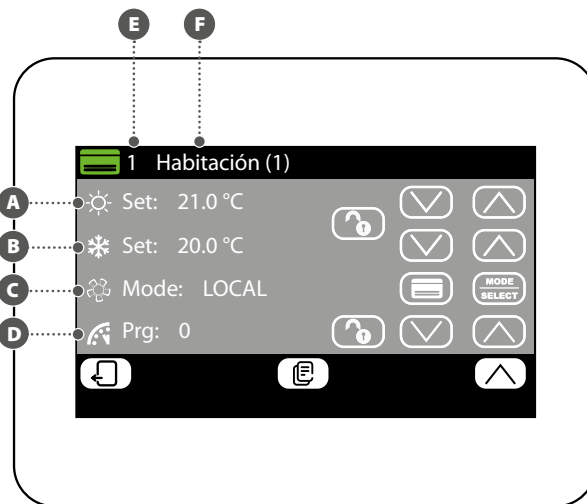 E F
1 Habitación (1)
A Set: 21.0 °C
B Set: 20.0 °C
C Mode: LOCAL MODE SELECT
D Prg: 0